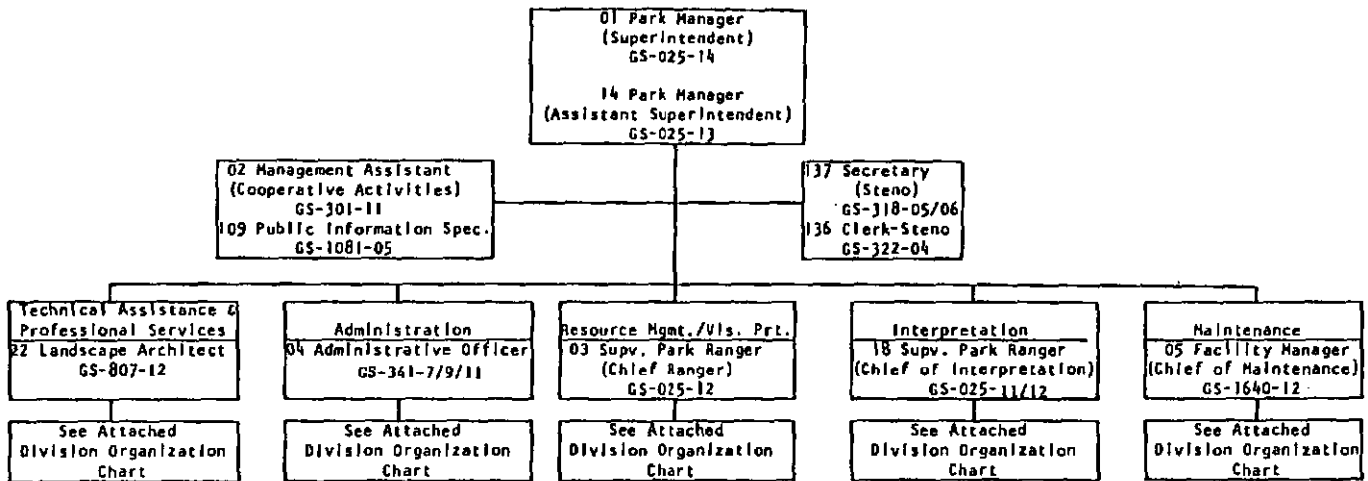 01 Park Manager
(Superintendent)
GS-025-14
14 Park Manager
(Assistant Superintendent)
GS-025-13
02 Management Assistant
(Cooperative Activities)
GS-301-11
109 Public Information Spec.
GS-1081-05
137 Secretary
(Steno)
GS-318-05/06
136 Clerk-Steno
GS-322-04
Technical Assistance &
Professional Services
22 Landscape Architect
GS-807-12
Administration
04 Administrative Officer
GS-341-7/9/11
Resource Mgmt./Vis. Prt.
03 Supv. Park Ranger
(Chief Ranger)
GS-025-12
Interpretation
18 Supv. Park Ranger
(Chief of Interpretation)
GS-025-11/12
Maintenance
05 Facility Manager
(Chief of Maintenance)
GS-1640-12
See Attached
Division Organization
Chart
See Attached
Division Organization
Chart
See Attached
Division Organization
Chart
See Attached
Division Organization
Chart
See Attached
Division Organization
Chart